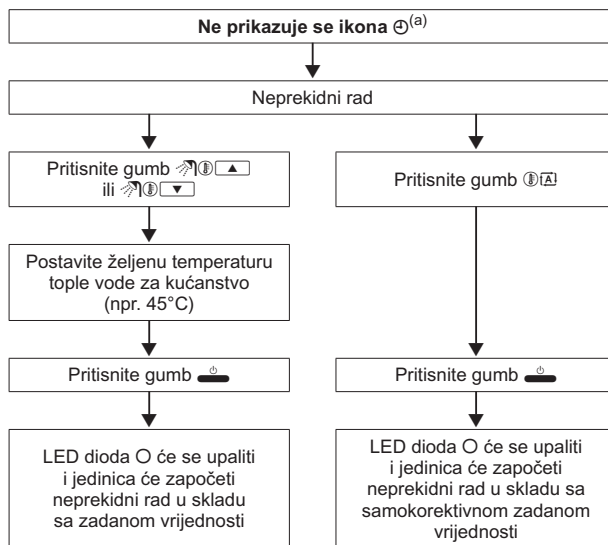 Ne prikazuje se ikona (a)
Neprekidni rad
Pritisnite gumb ▲
ili ▼
Postavite željenu temperaturu
tople vode za kućanstvo
(npr. 45°C)
Pritisnite gumb
LED dioda O će se upaliti
i jedinica će započeti
neprekidni rad u skladu
sa zadanom vrijednosti
Pritisnite gumb A
Pritisnite gumb
LED dioda O će se upaliti
i jedinica će započeti
neprekidni rad u skladu sa
samokorektivnom zadanom
vrijednosti